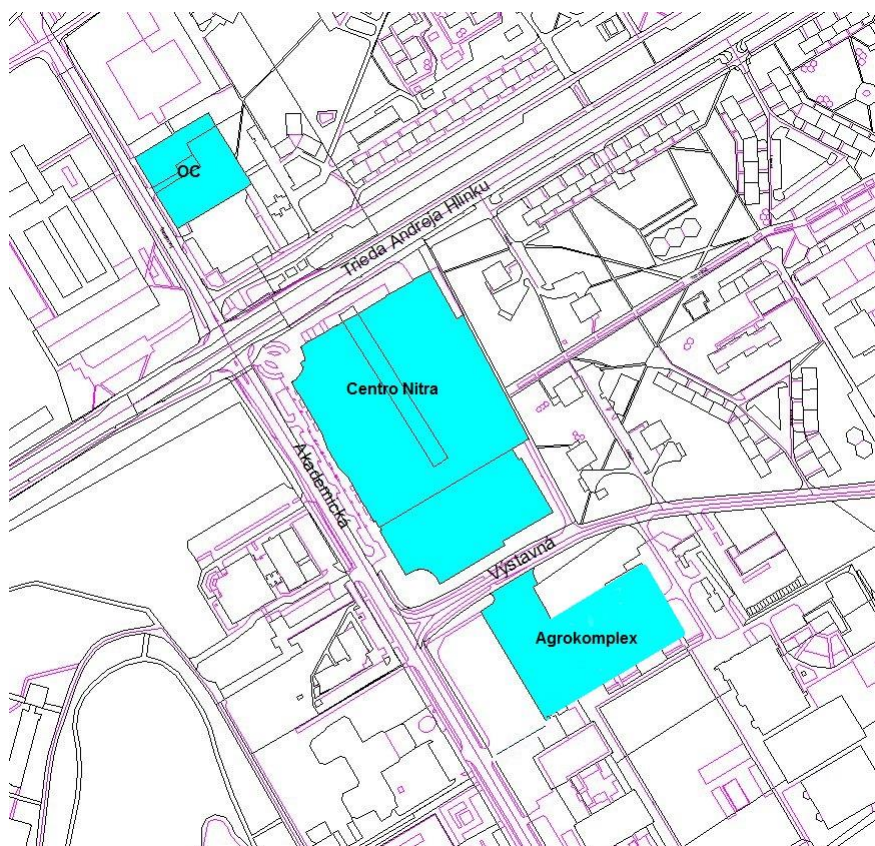 OC
Trieda Andreja Hlinku
Centro Nitra
Akademická
Výstavná
Agrokomplex